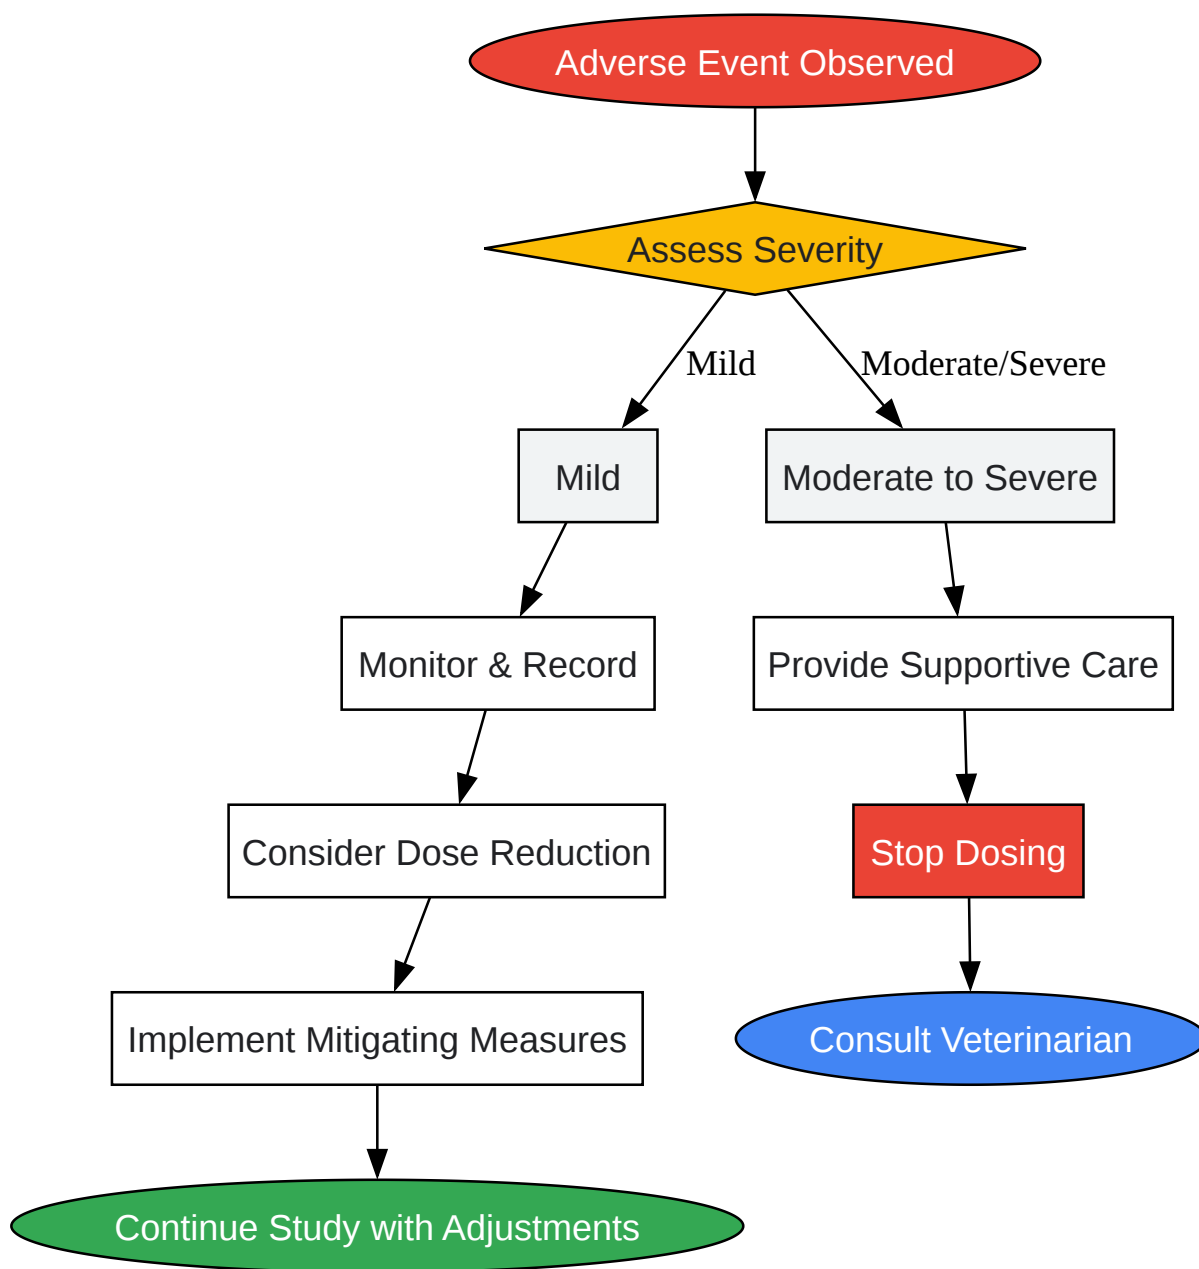 Adverse Event Observed
Assess Severity
Mild
Moderate/Severe
Mild
Moderate to Severe
Monitor & Record
Provide Supportive Care
Consider Dose Reduction
Stop Dosing
Implement Mitigating Measures
Consult Veterinarian
Continue Study with Adjustments